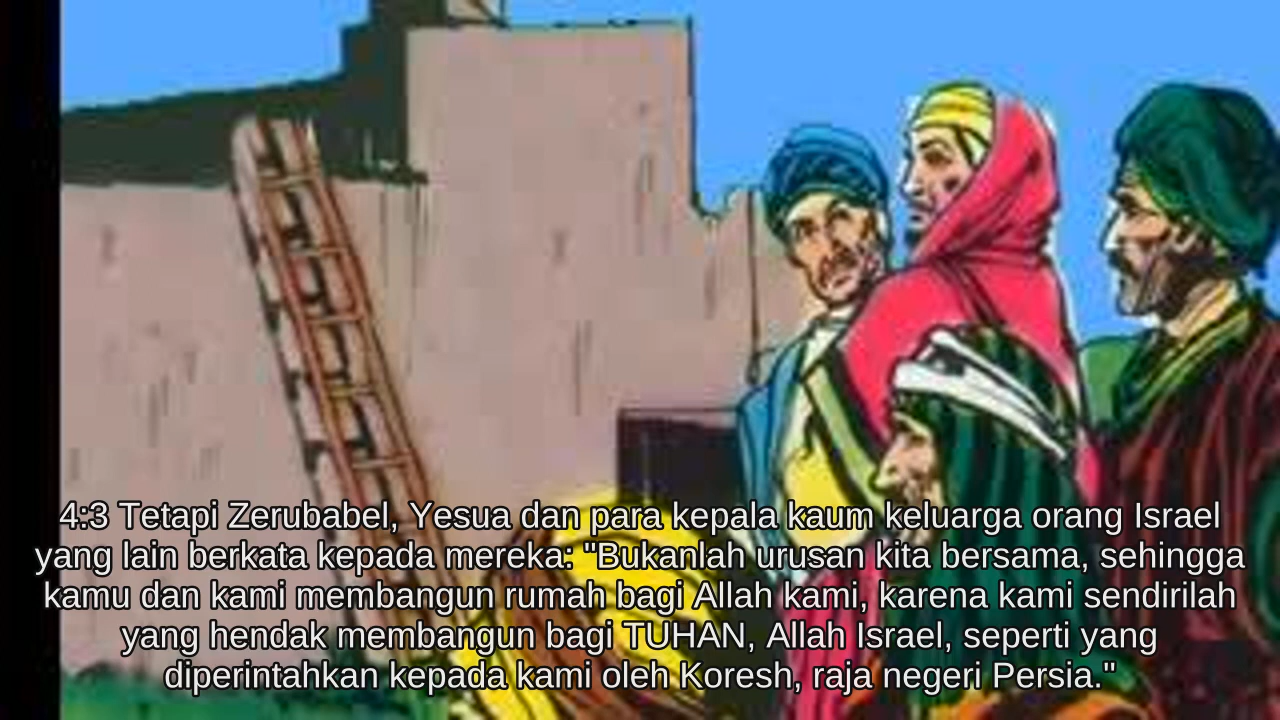 4:3 Tetapi Zerubabel, Yesua dan para kepala kaum keluarga orang Israel
yang lain berkata kepada mereka: "Bukanlah urusan kita bersama, sehingga
kamu dan kami membangun rumah bagi Allah kami, karena kami sendirilah
yang hendak membangun bagi TUHAN, Allah Israel, seperti yang
diperintahkan kepada kami oleh Koresh, raja negeri Persia."